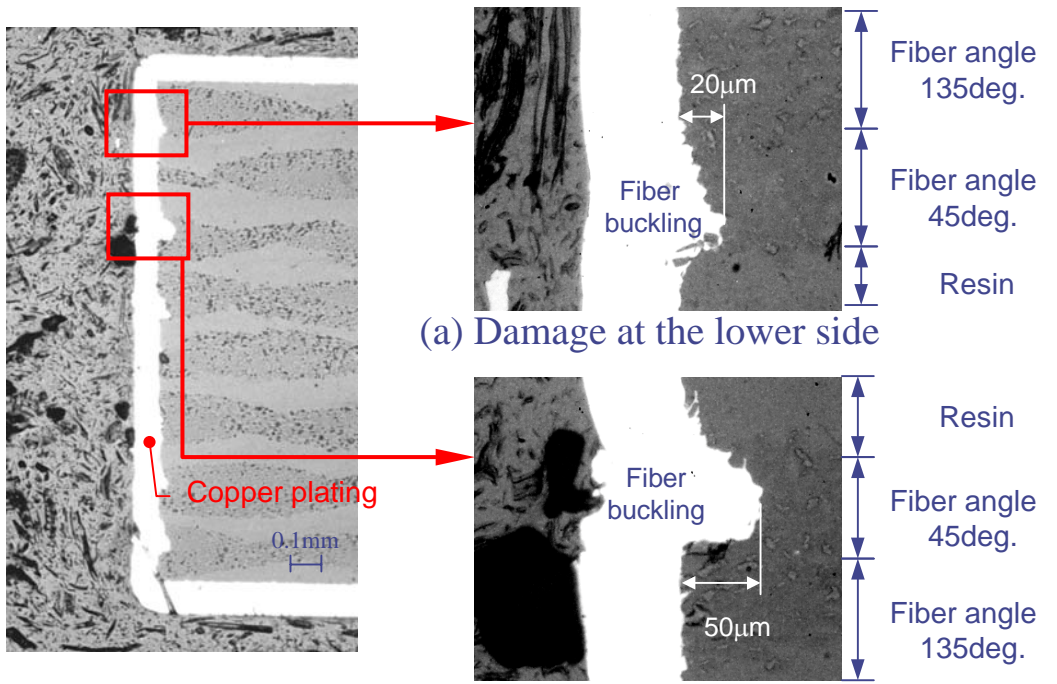 Copper plating
0.1mm
20μm
Fiber
buckling
Fiber angle
135deg.
Fiber angle
45deg.
Resin
(a) Damage at the lower side
Fiber
buckling
50μm
Resin
Fiber angle
45deg.
Fiber angle
135deg.